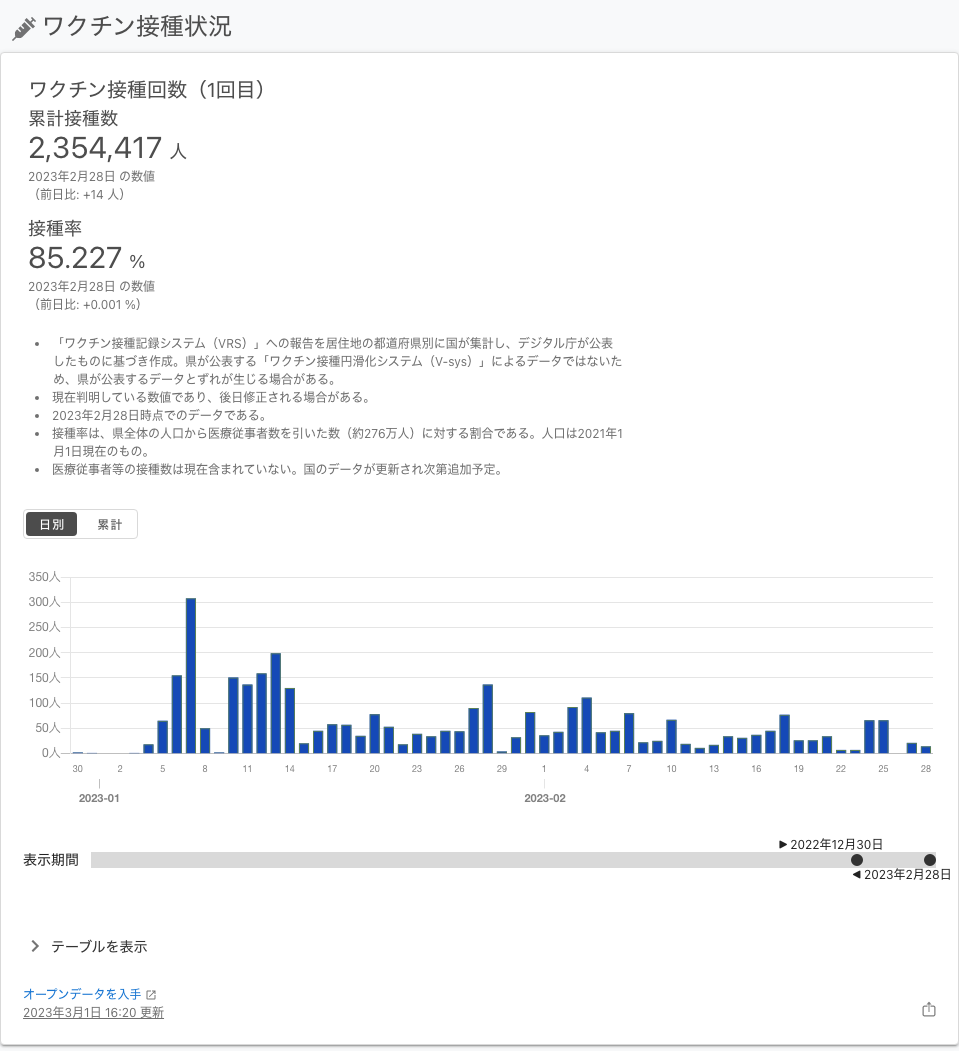 ワクチン接種状況
ワクチン接種回数（1回目）
累計接種数
2,354,417 人
2023年2月28日 の数値
（前日比: +14 人）
接種率
85.227 %
2023年2月28日 の数値
（前日比: +0.001 %）
• 「ワクチン接種記録システム（VRS）」への報告を居住地の都道府県別に国が集計し、デジタル庁が公表
したものに基づき作成。県が公表する「ワクチン接種円滑化システム（V-sys）」によるデータではないた
め、県が公表するデータとずれが生じる場合がある。
• 現在判明している数値であり、後日修正される場合がある。
• 2023年2月28日時点でのデータである。
• 接種率は、県全体の人口から医療従事者数を引いた数（約276万人）に対する割合である。人口は2021年1
月1日現在のもの。
• 医療従事者等の接種数は現在含まれていない。国のデータが更新され次第追加予定。
日別 累計
350人
300人
250人
200人
150人
100人
50人
0人
30 2 5 8 11 14 17 20 23 26 29 1 4 7 10 13 16 19 22 25 28
2023-01 2023-02
▶ 2022年12月30日
表示期間
◀ 2023年2月28日
テーブルを表示
オープンデータを入手
2023年3月1日 16:20 更新